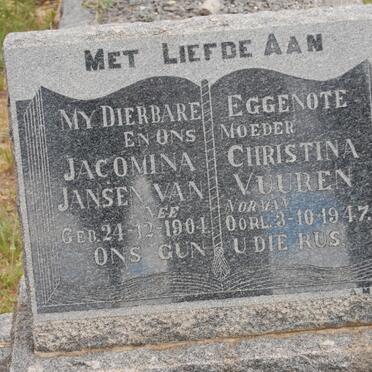 MET LIEFDE AAN
MY DIERBARE EGGENOTE
EN ONS MOEDER
JACOMINA CHRISTINA
JANSEN VAN VUUREN
NEE NORMAN
GEB. 24-12-1904. OORL. 3-10-1947.
ONS GUN U DIE RUS.
A.M.